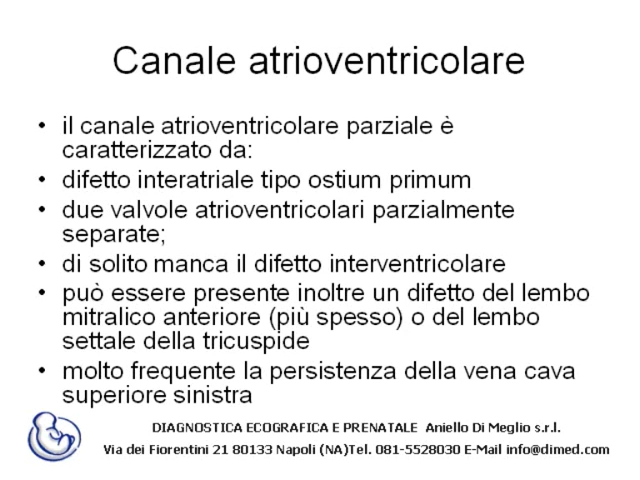 Canale atrioventricolare
• il canale atrioventricolare parziale è
caratterizzato da:
• difetto interatriale tipo ostium primum
• due valvole atrioventricolari parzialmente
separate;
• di solito manca il difetto interventricolare
• può essere presente inoltre un difetto del lembo
mitralico anteriore (più spesso) o del lembo
settale della tricuspide
• molto frequente la persistenza della vena cava
superiore sinistra
DIAGNOSTICA ECOGRAFICA E PRENATALE Aniello Di Meglio s.r.l.
Via dei Fiorentini 21 80133 Napoli (NA)Tel. 081-5528030 E-Mail info@dimed.com